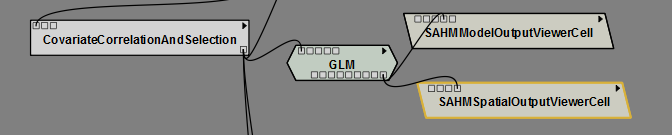 SAHMModelOutputViewerCell
CovariateCorrelationAndSelection
GLM
SAHMSpatialOutputViewerCell